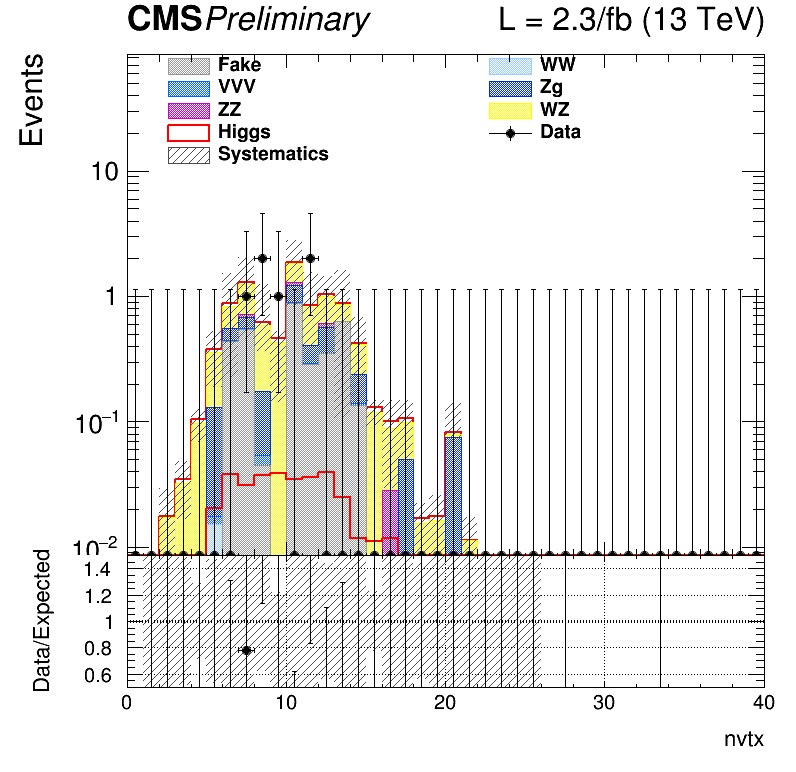 CMS Preliminary L = 2.3/fb (13 TeV)
Events
Fake WW
VVV Zg
ZZ WZ
Higgs Data
Systematics
10
1
10⁻¹
10⁻²
Data/Expected
1.4
1.2
1
0.8
0.6
0 10 20 30 40
nvtx